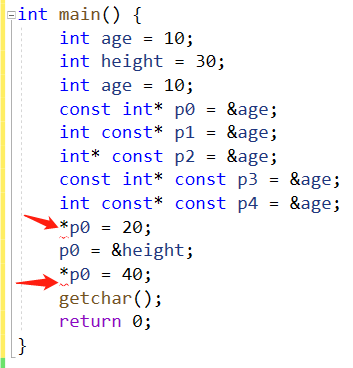 int main() {
int age = 10;
int height = 30;
int age = 10;
const int* p0 = &age;
int const* p1 = &age;
int* const p2 = &age;
const int* const p3 = &age;
int const* const p4 = &age;
*p0 = 20;
p0 = &height;
*p0 = 40;
getchar();
return 0;
}